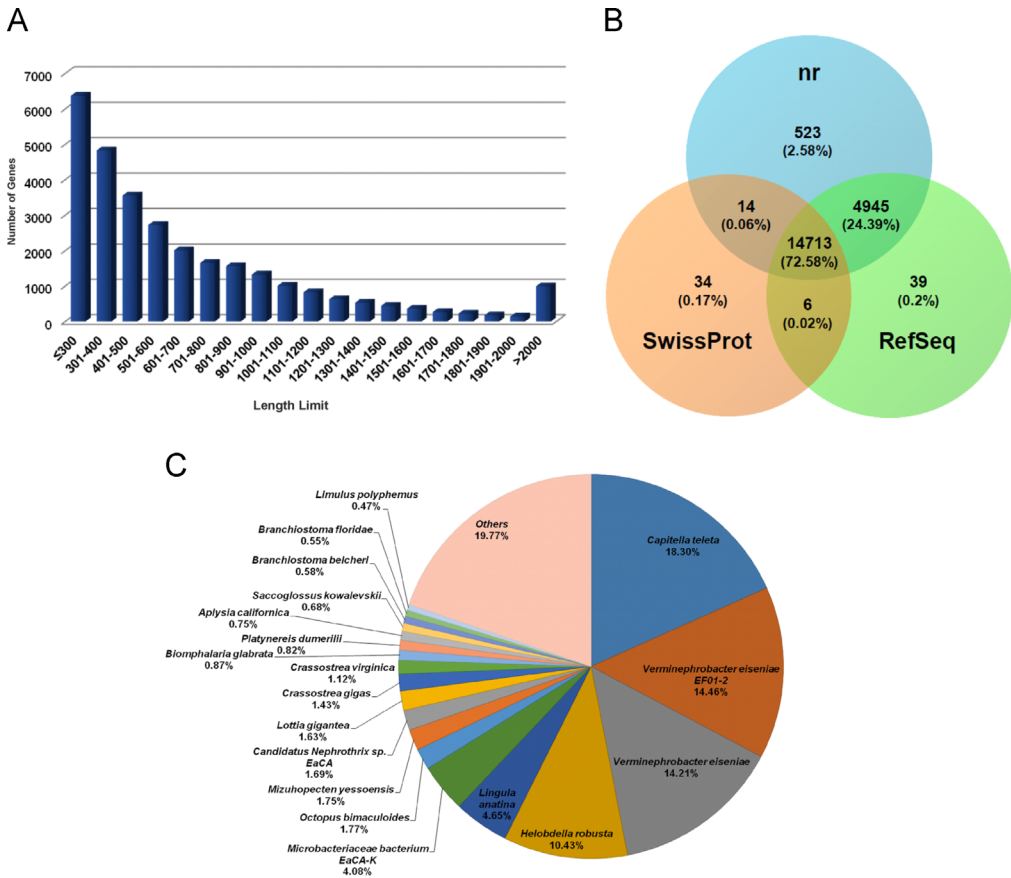 A
7000
6000
5000
4000
3000
2000
1000
0
Number of Genes
≤300
301-400
401-500
501-600
601-700
701-800
801-900
901-1000
1001-1100
1101-1200
1201-1300
1301-1400
1401-1500
1501-1600
1601-1700
1701-1800
1801-1900
1901-2000
>2000
Length Limit
B
nr
523
(2.58%)
14
(0.06%)
4945
(24.39%)
14713
(72.58%)
34
(0.17%)
39
(0.2%)
6
(0.02%)
SwissProt
RefSeq
C
Limulus polyphemus
0.47%
Branchiostoma floridae
0.55%
Branchiostoma belcheri
0.58%
Saccoglossus kowalevskii
0.68%
Aplysia californica
0.75%
Platynereis dumerilii
0.82%
Biomphalaria glabrata
0.87%
Crassostrea virginica
1.12%
Crassostrea gigas
1.43%
Lottia gigantea
1.63%
Candidatus Nephrothrix sp.
EaCA
1.69%
Mizuhopecten yessoensis
1.75%
Octopus bimaculoides
1.77%
Microbacteriaceae bacterium
EaCA-K
4.08%
Others
19.77%
Capitella teleta
18.30%
Verminephrobacter eiseniae
EF01-2
14.46%
Verminephrobacter eiseniae
14.21%
Helobdella robusta
10.43%
Lingula
anatina
4.65%